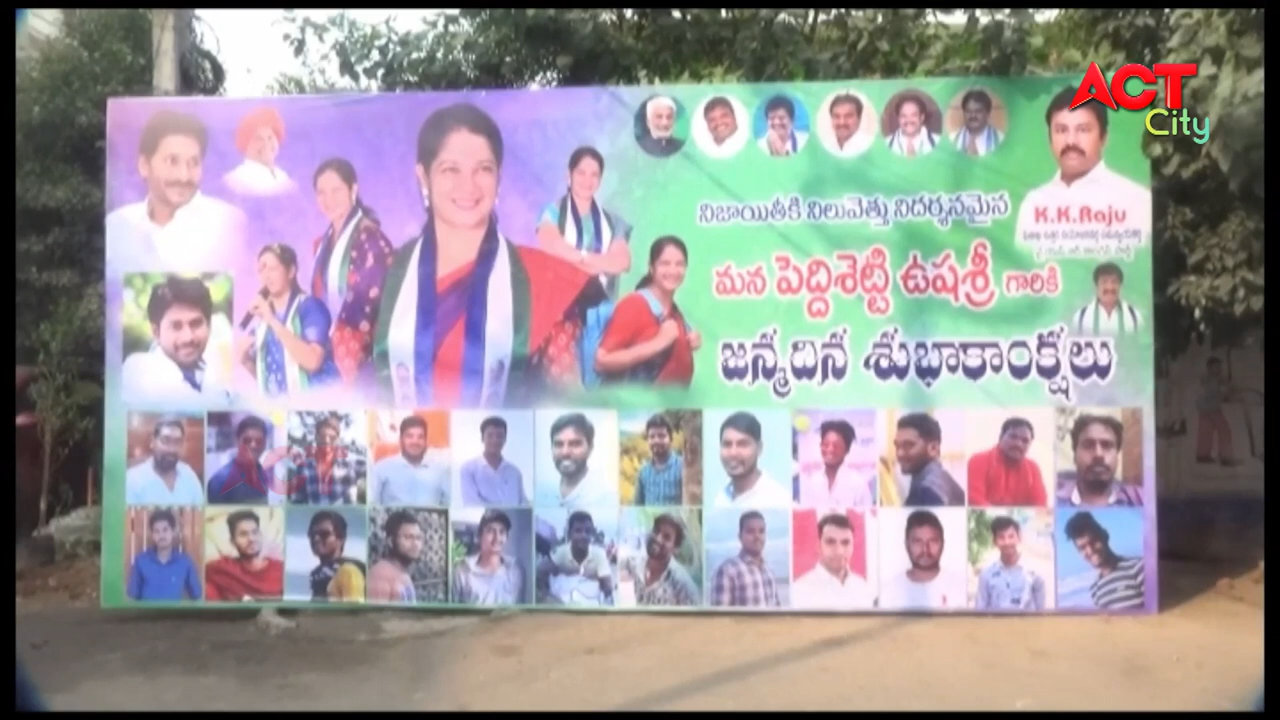 ACT
City
నిజాయితీకి నిలువెత్తు నిదర్శనమైన
K.K.Raju
మన పెద్దిశెట్టి ఉషశ్రీ గారికి
జన్మదిన శుభాకాంక్షలు